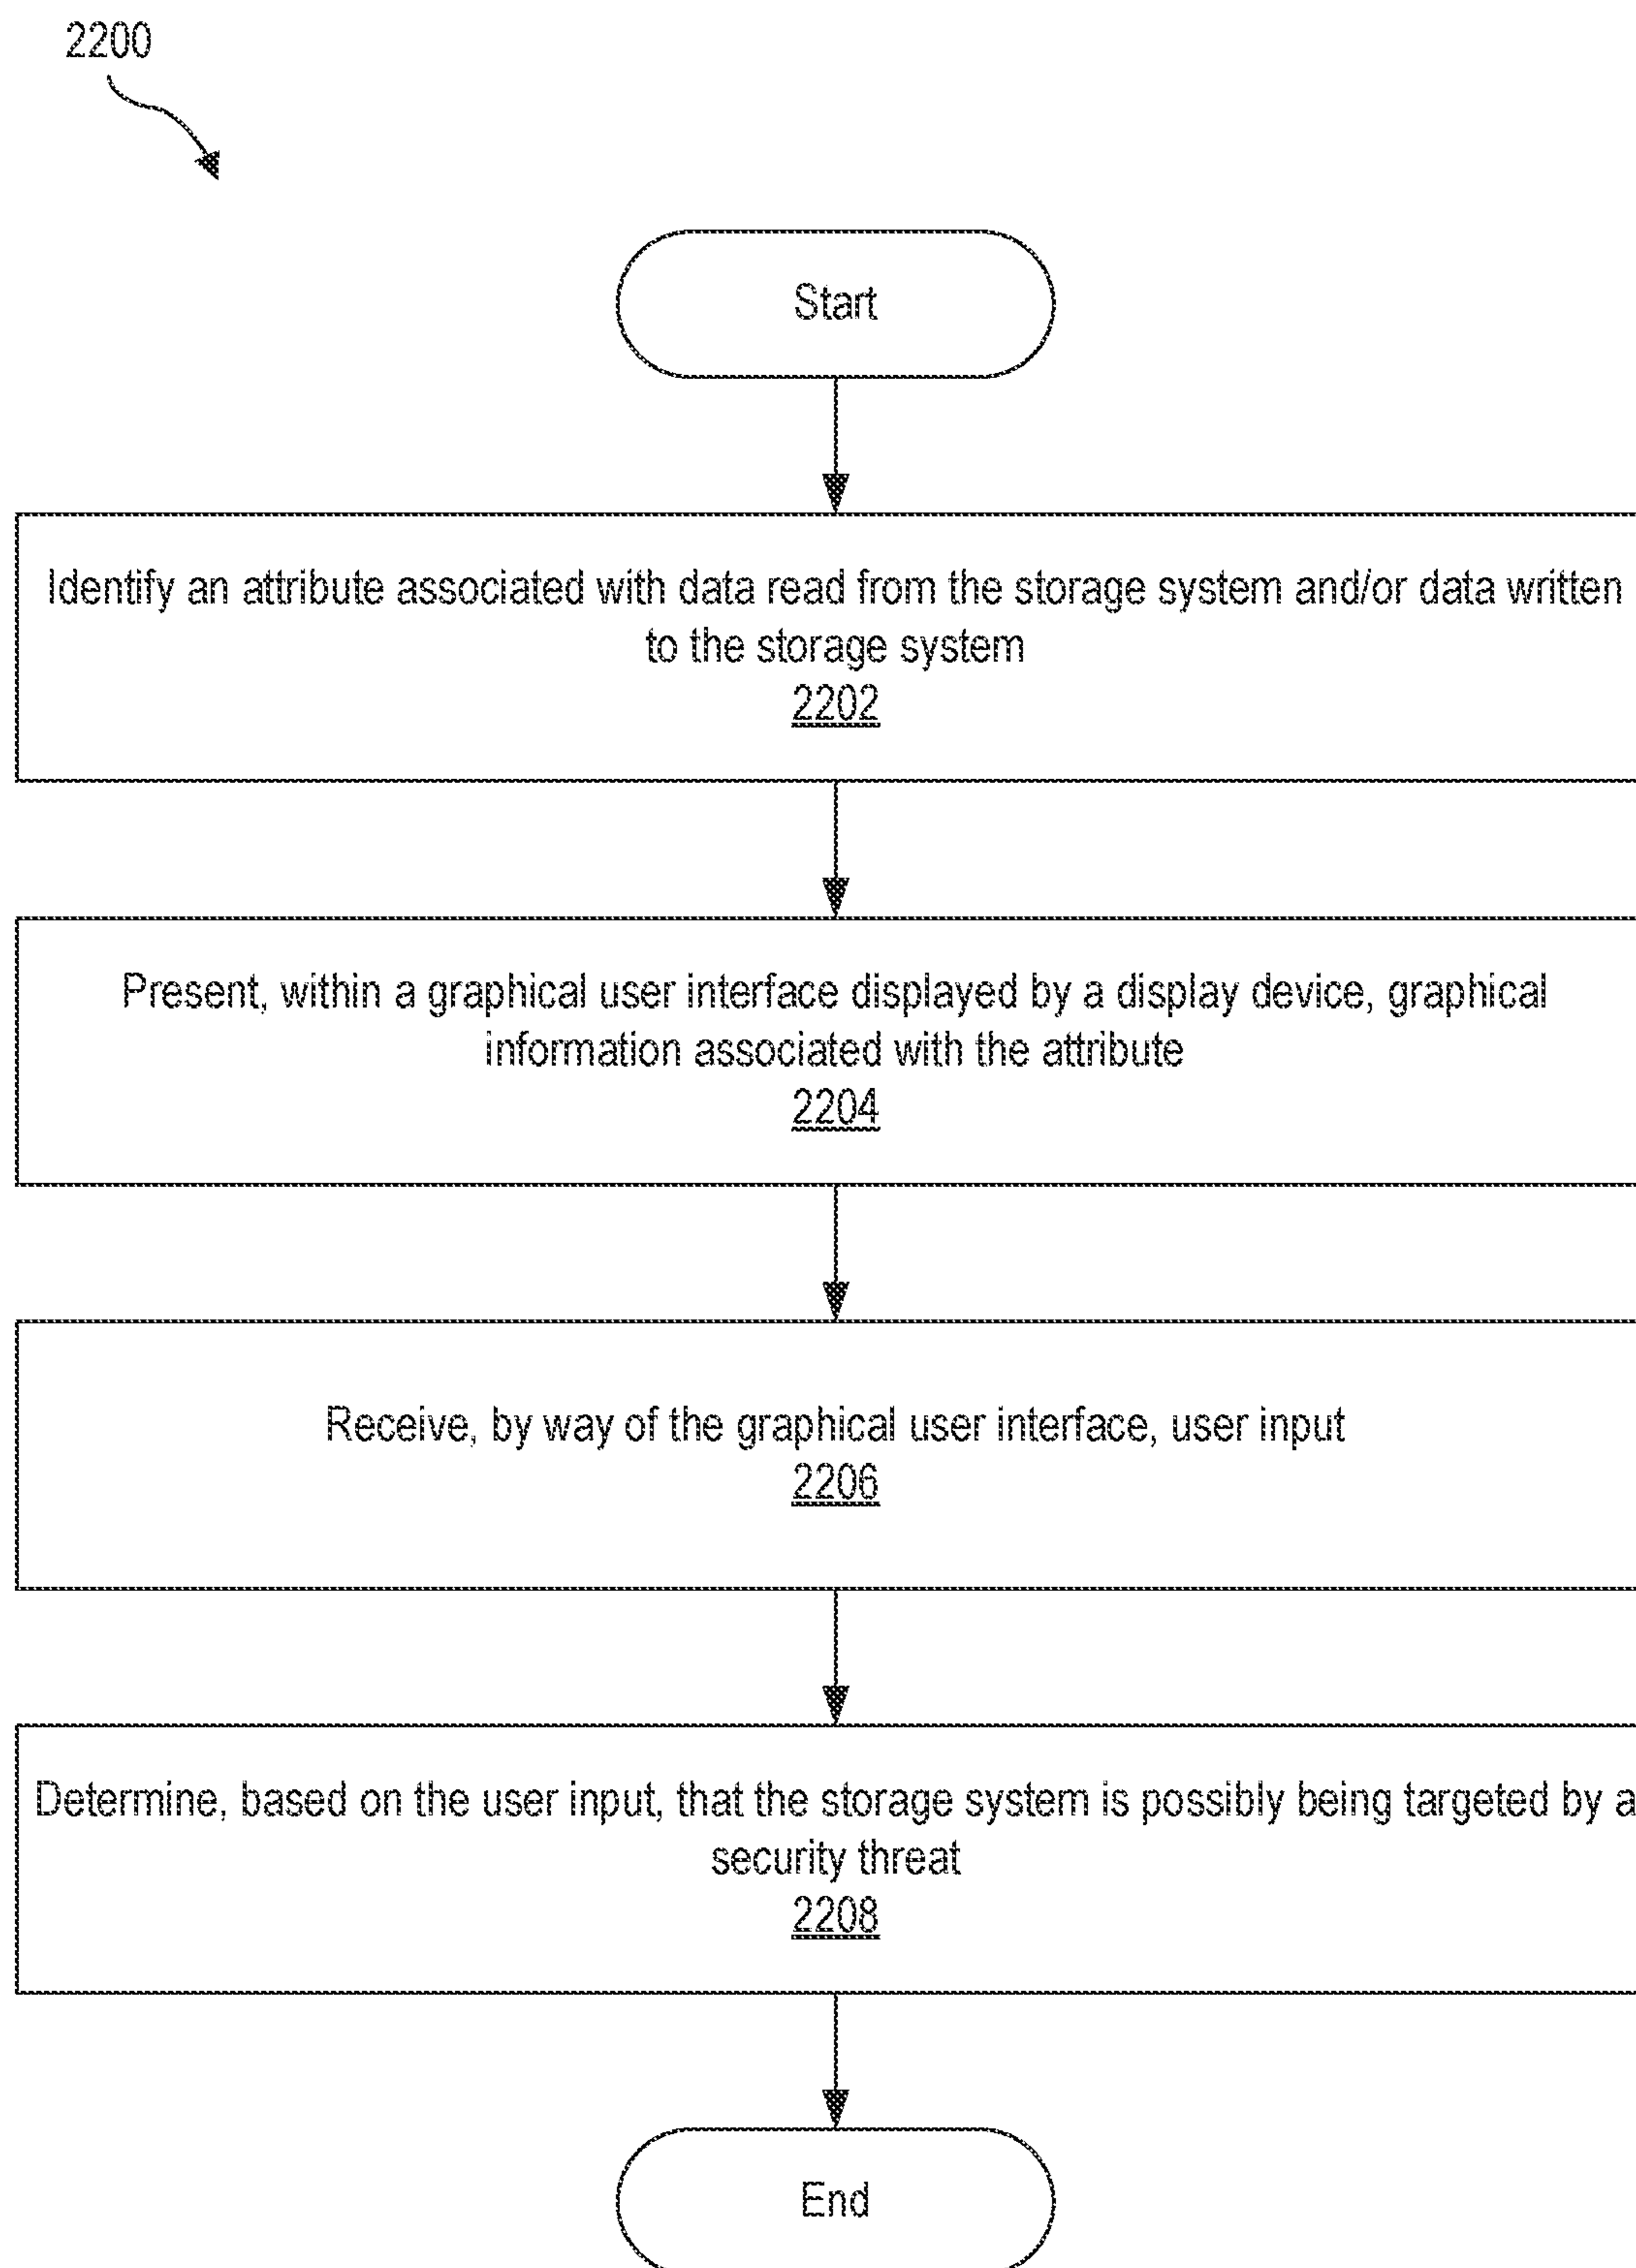 2200
Start
Identify an attribute associated with data read from the storage system and/or data written
to the storage system
2202
Present, within a graphical user interface displayed by a display device, graphical
information associated with the attribute
2204
Receive, by way of the graphical user interface, user input
2206
Determine, based on the user input, that the storage system is possibly being targeted by a
security threat
2208
End